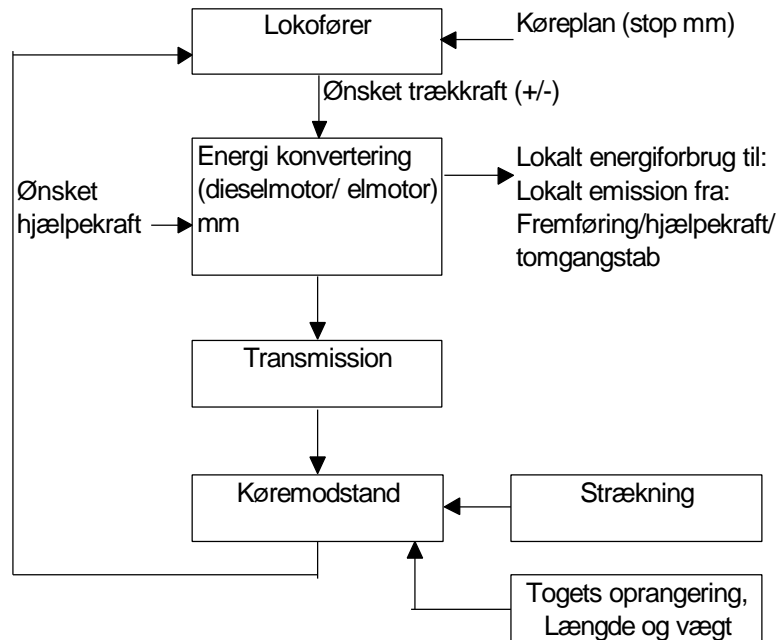 Lokofører
Køreplan (stop mm)
Ønsket trækkraft (+/-)
Energi konvertering
(dieselmotor/ elmotor)
mm
Ønsket
hjælpekraft
Lokalt energiforbrug til:
Lokalt emission fra:
Fremføring/hjælpekraft/
tomgangstab
Transmission
Køremodstand
Strækning
Togets oprangering,
Længde og vægt